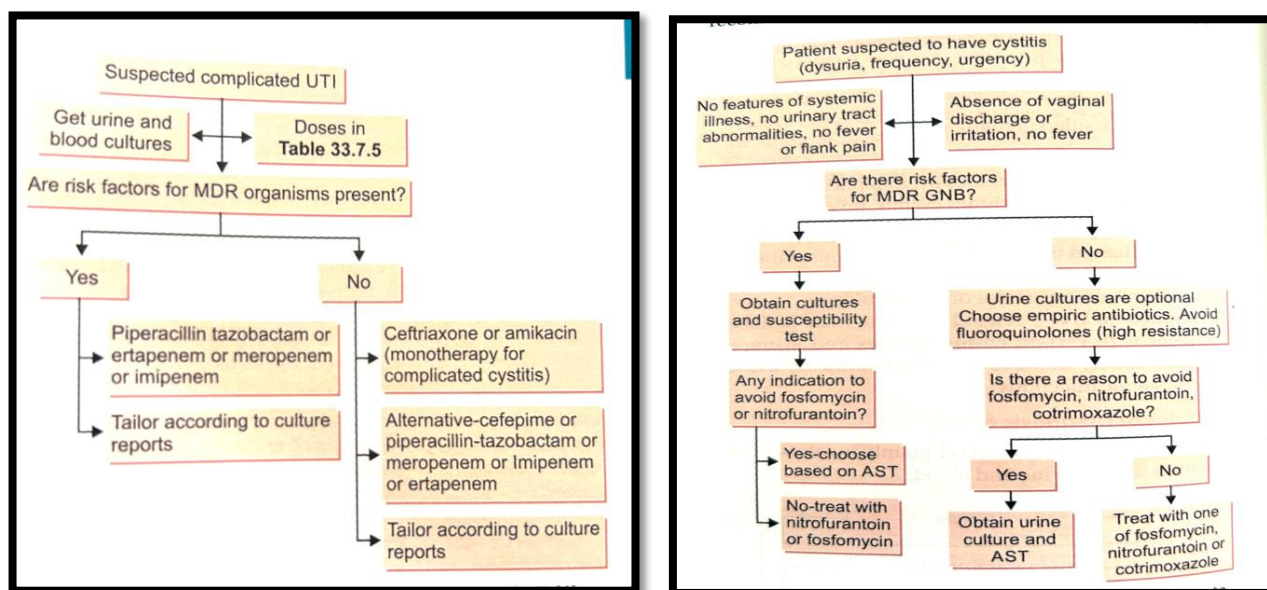 Suspected complicated UTI
Get urine and
blood cultures
Doses in
Table 33.7.5
Are risk factors for MDR organisms present?
Yes
No
Piperacillin tazobactam or
ertapenem or meropenem
or imipenem
Tailor according to culture
reports
Ceftriaxone or amikacin
(monotherapy for
complicated cystitis)
Alternative-cefepime or
piperacillin-tazobactam or
meropenem or Imipenem
or ertapenem
Tailor according to culture
reports
Patient suspected to have cystitis
(dysuria, frequency, urgency)
No features of systemic
illness, no urinary tract
abnormalities, no fever
or flank pain
Absence of vaginal
discharge or
irritation, no fever
Are there risk factors
for MDR GNB?
Yes
No
Obtain cultures
and susceptibility
test
Any indication to
avoid fosfomycin
or nitrofurantoin?
Yes-choose
based on AST
No-treat with
nitrofurantoin
or fosfomycin
Urine cultures are optional
Choose empiric antibiotics. Avoid
fluoroquinolones (high resistance)
Is there a reason to avoid
fosfomycin, nitrofurantoin,
cotrimoxazole?
Yes
No
Obtain urine
culture and
AST
Treat with one
of fosfomycin,
nitrofurantoin or
cotrimoxazole